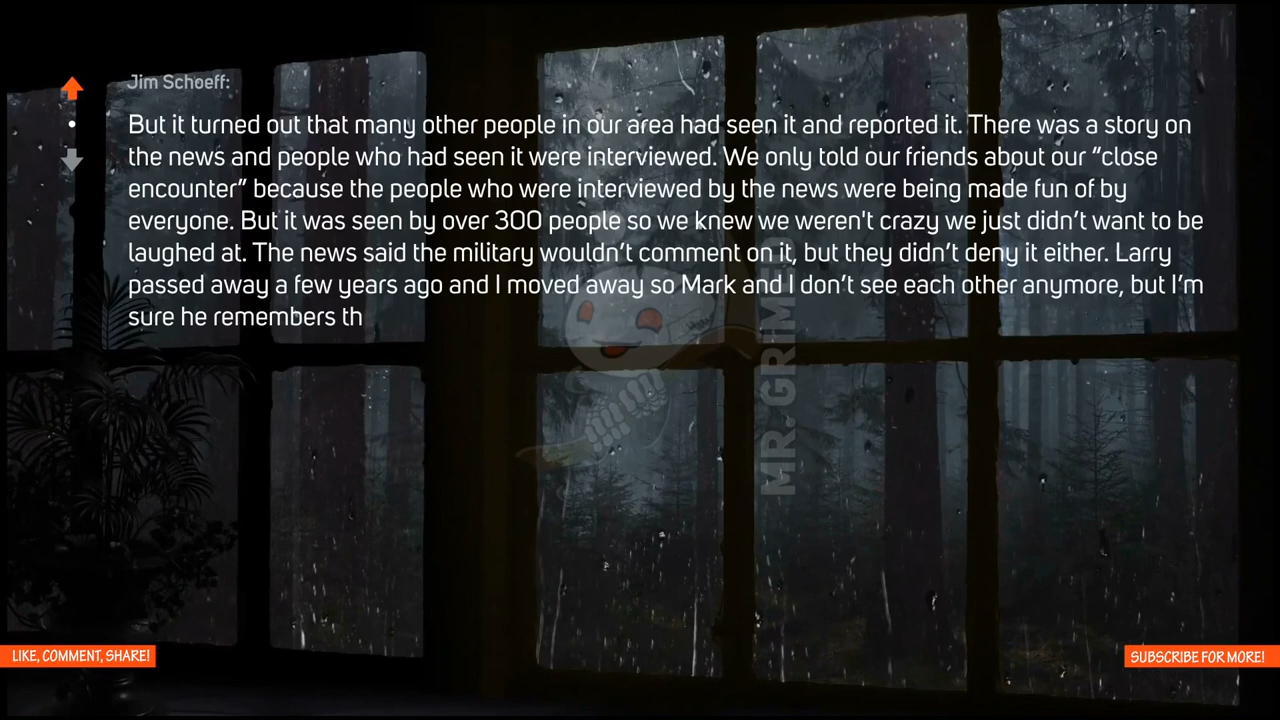 Jim Schoeff:
But it turned out that many other people in our area had seen it and reported it. There was a story on
the news and people who had seen it were interviewed. We only told our friends about our “close
encounter” because the people who were interviewed by the news were being made fun of by
everyone. But it was seen by over 300 people so we knew we weren't crazy we just didn’t want to be
laughed at. The news said the military wouldn’t comment on it, but they didn’t deny it either. Larry
passed away a few years ago and I moved away so Mark and I don’t see each other anymore, but I’m
sure he remembers th
MR. GRIMER
LIKE, COMMENT, SHARE!
SUBSCRIBE FOR MORE!